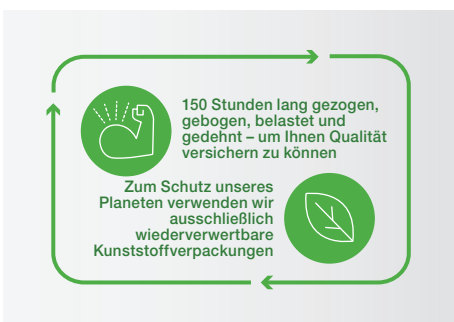 150 Stunden lang gezogen,
gebogen, belastet und
gedehnt – um Ihnen Qualität
versichern zu können
Zum Schutz unseres
Planeten verwenden wir
ausschließlich
wiederverwertbare
Kunststoffverpackungen